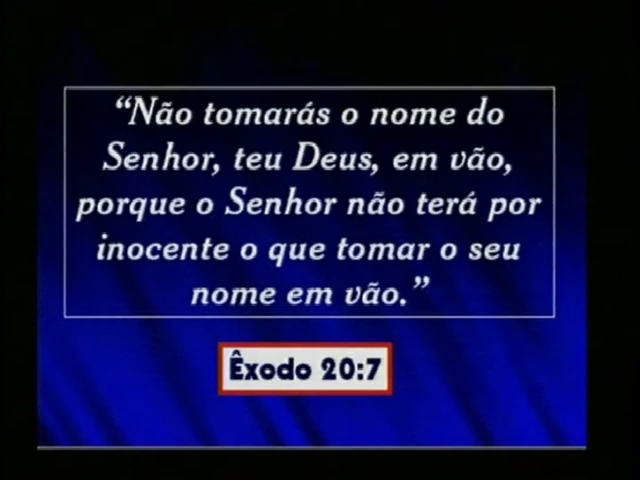 “Não tomarás o nome do
Senhor, teu Deus, em vão,
porque o Senhor não terá por
inocente o que tomar o seu
nome em vão.”
Êxodo 20:7